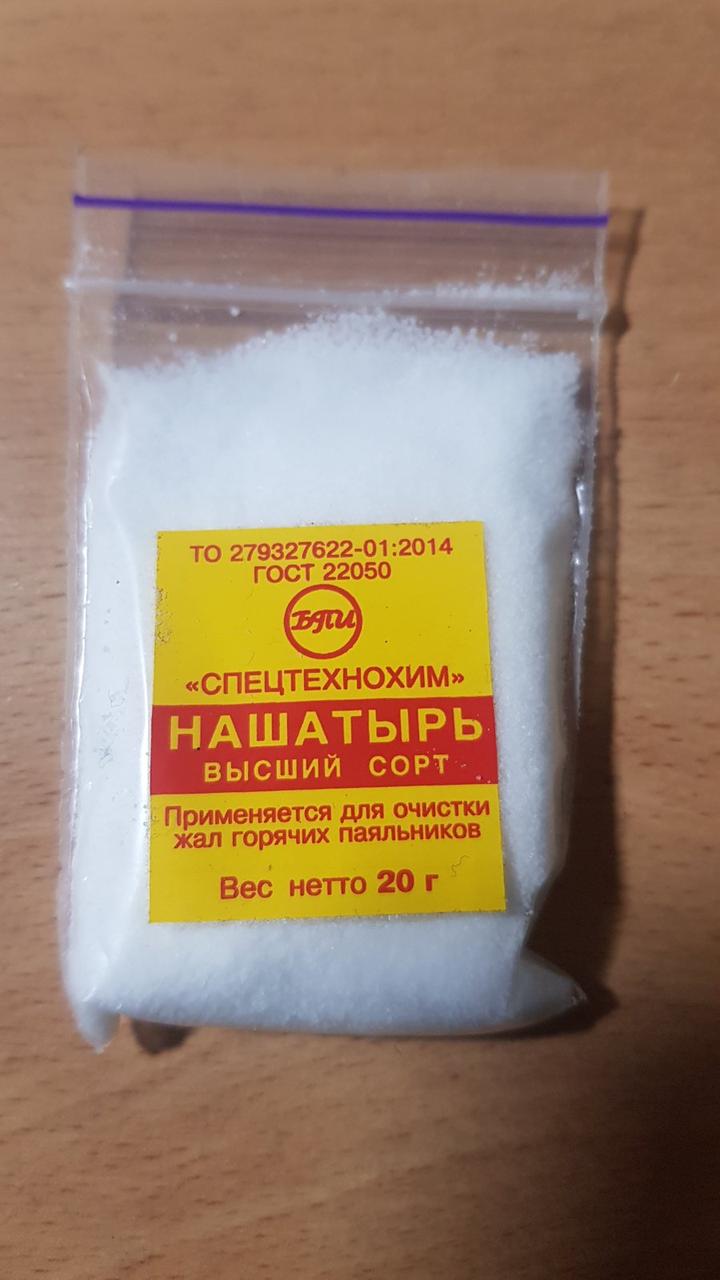 ТО 279327622-01:2014
ГОСТ 22050
БПИ
«СПЕЦТЕХНОХИМ»
НАШАТЫРЬ
ВЫСШИЙ СОРТ
Применяется для очистки
жал горячих паяльников
Вес нетто 20 г